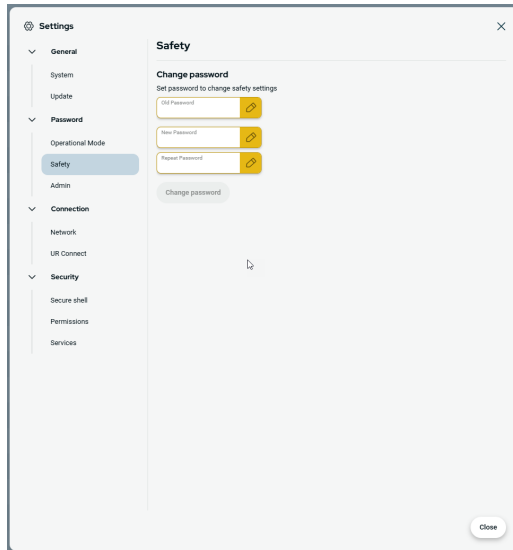 Settings
General
System
Update
Password
Operational Mode
Safety
Admin
Connection
Network
UR Connect
Security
Secure shell
Permissions
Services
Safety
Change password
Set password to change safety settings
Old Password
New Password
Repeat Password
Change password
Close